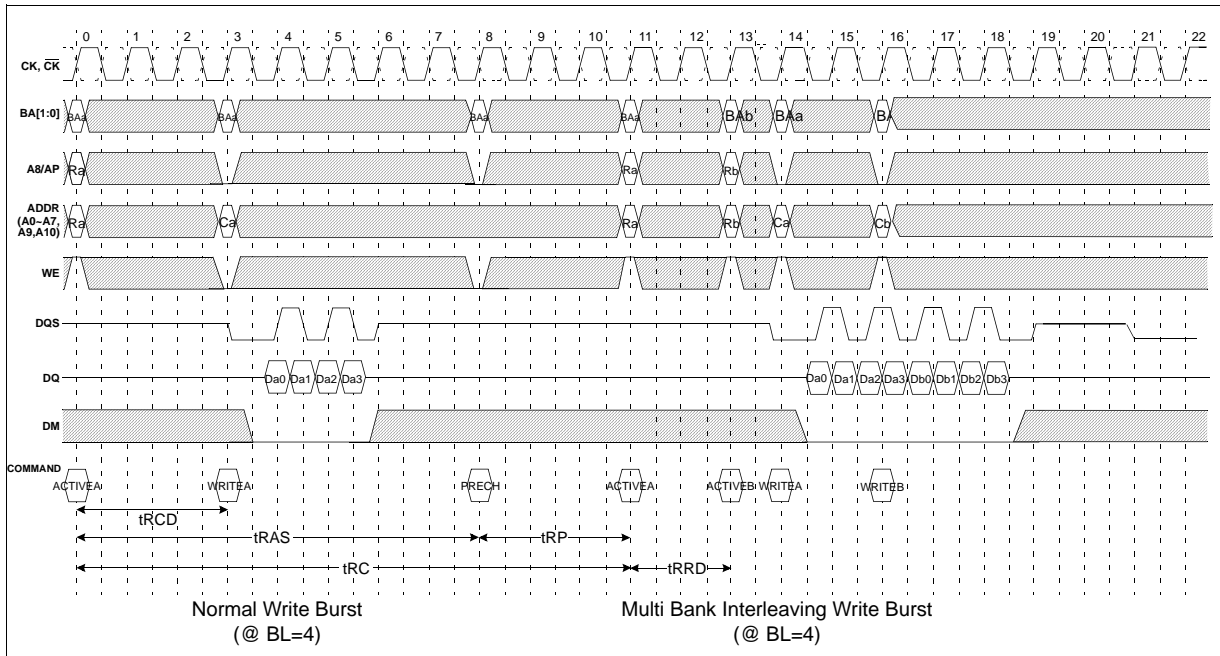 0 1 2 3 4 5 6 7 8 9 10 11 12 13 14 15 16 17 18 19 20 21 22
CK, CK
BA[1:0] BAa BAa BAa BAa BAb BAa BA
A8/AP Ra Ra Rb
ADDR
(A0~A7,
A9,A10)
Ra Ca Ra Rb Ca Cb
WE
DQS
DQ Da0 Da1 Da2 Da3 Da0 Da1 Da2 Da3 Db0 Db1 Db2 Db3
DM
COMMAND
ACTIVEA WRITEA PRECH ACTIVEA ACTIVEB WRITEA WRITEB
tRCD
tRAS tRP
tRC tRRD
Normal Write Burst Multi Bank Interleaving Write Burst
(@ BL=4) (@ BL=4)